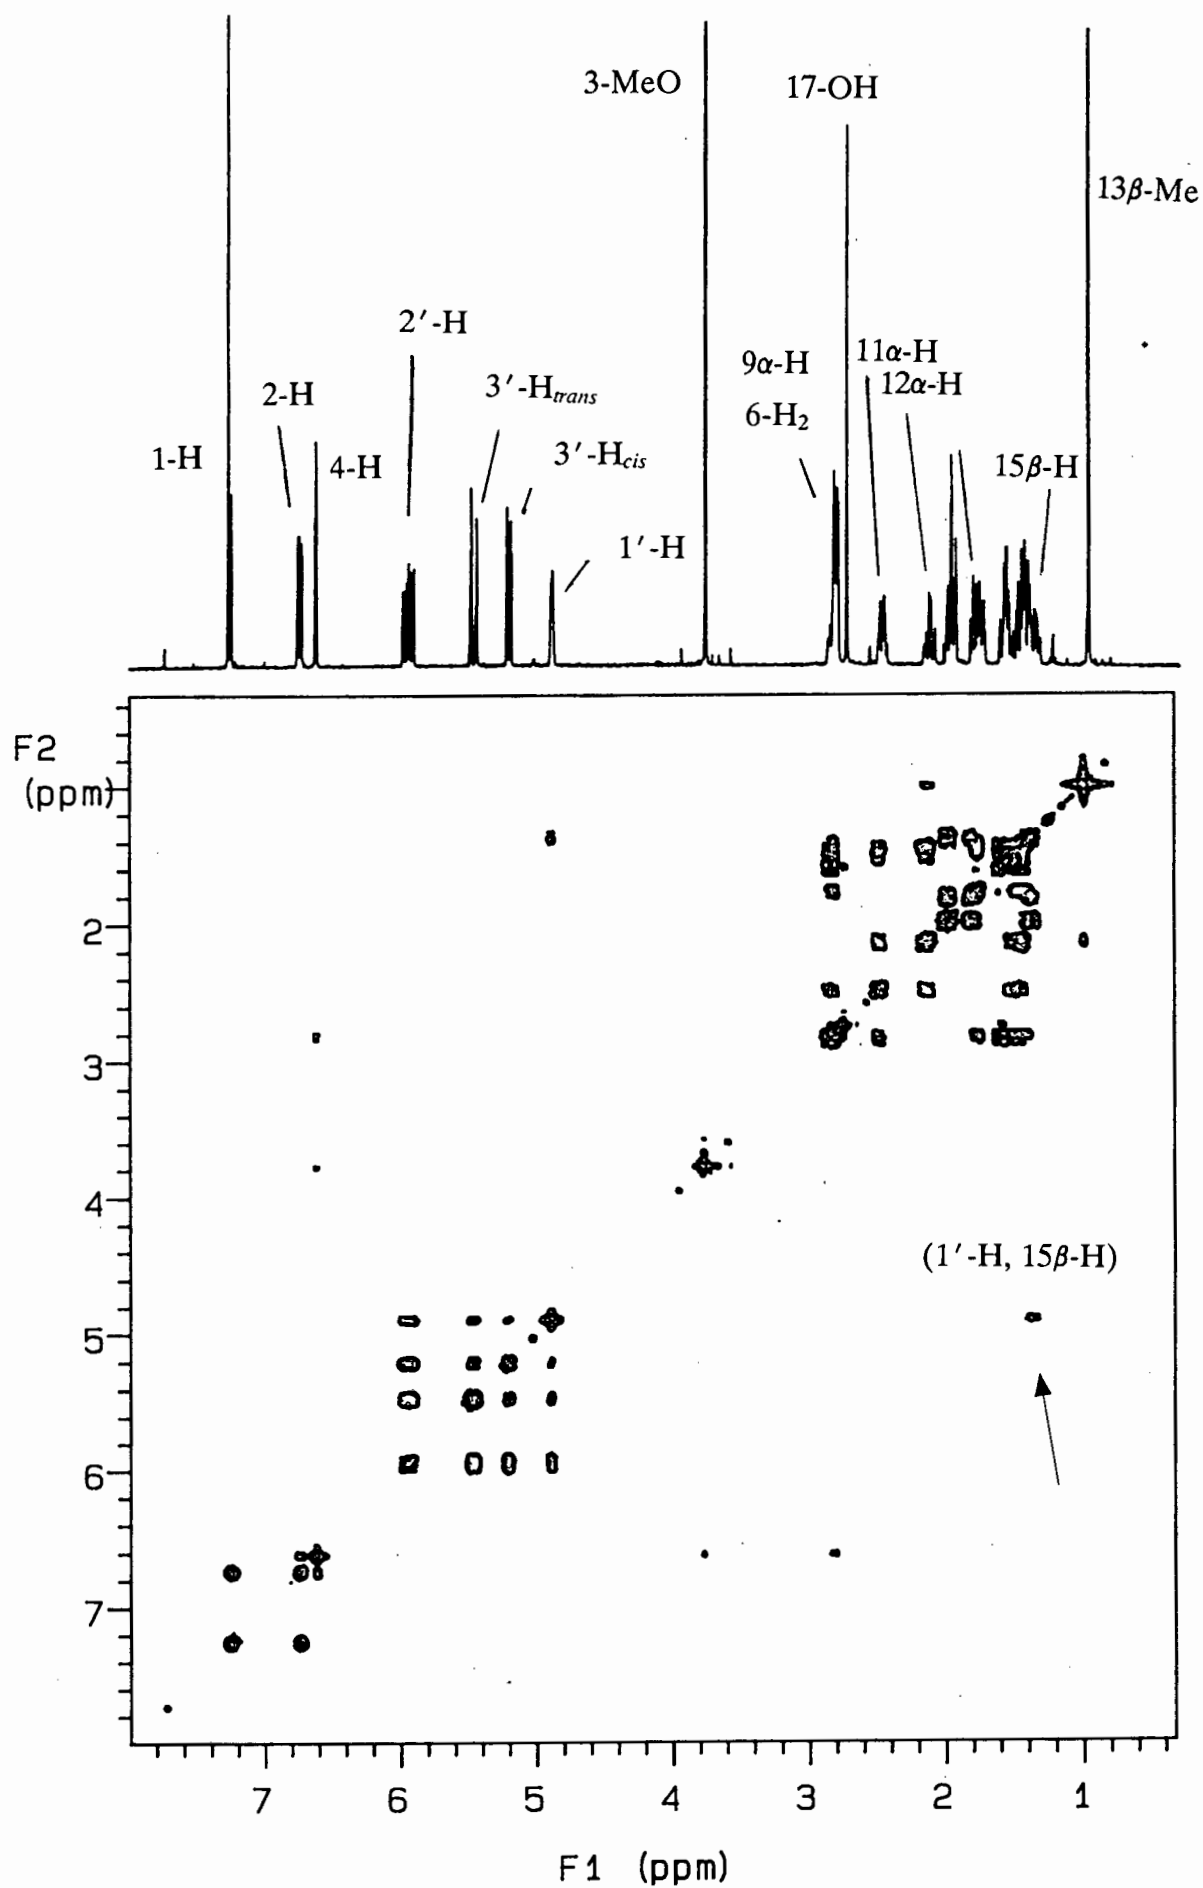 3-MeO
17-OH
13β-Me
2′-H
9α-H
11α-H
2-H
3′-Htrans
6-H2
12α-H
1-H
4-H
3′-Hcis
15β-H
1′-H
F2
(ppm)
2
3
4
(1′-H, 15β-H)
5
6
7
7 6 5 4 3 2 1
F1 (ppm)